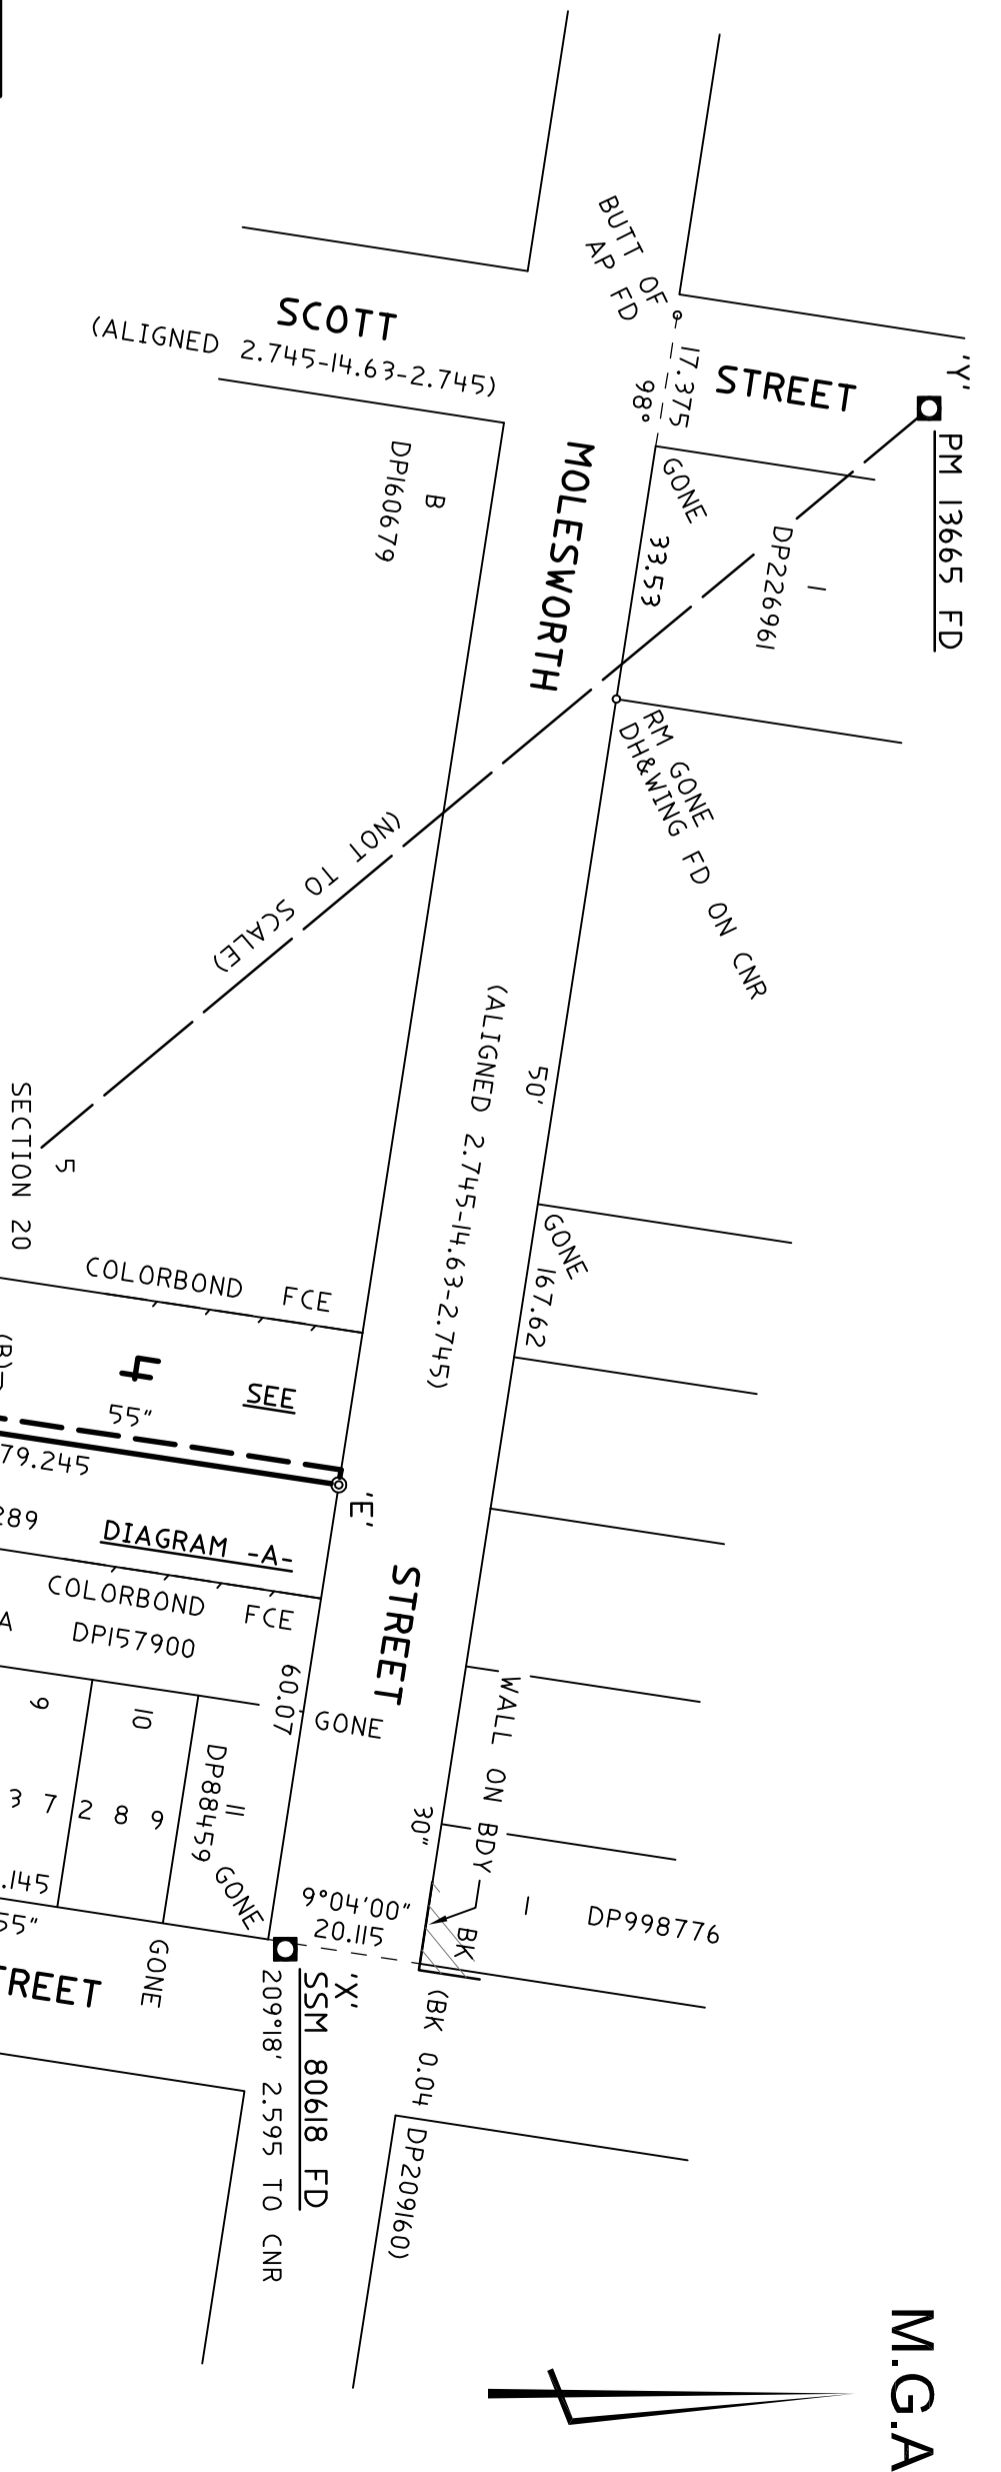 'Y'
PM 13665 FD
BUTT OF
AP FD
17.375
98°
STREET
SCOTT
(ALIGNED 2.745-14.63-2.745)
GONE
33.53
1
DP226961
B
DP160679
MOLESWORTH
RM GONE
DH&WING FD ON CNR
(NOT TO SCALE)
50'
(ALIGNED 2.745-14.63-2.745)
5
SECTION 20
GONE
167.62
COLORBOND FCE
(B)
4
55"
SEE
79.245
'E'
289
DIAGRAM -A-
COLORBOND FCE
A
DP157900
STREET
60.07
GONE
WALL ON BDY
30"
9
10
11
DP88459
3 7 2 8 9
GONE
.145
55"
9°04'00"
20.115
BK
1
DP998776
GONE
TREET
'X'
SSM 80618 FD
209°18' 2.595 TO CNR
(BK 0.04 DP209160)
M.G.A